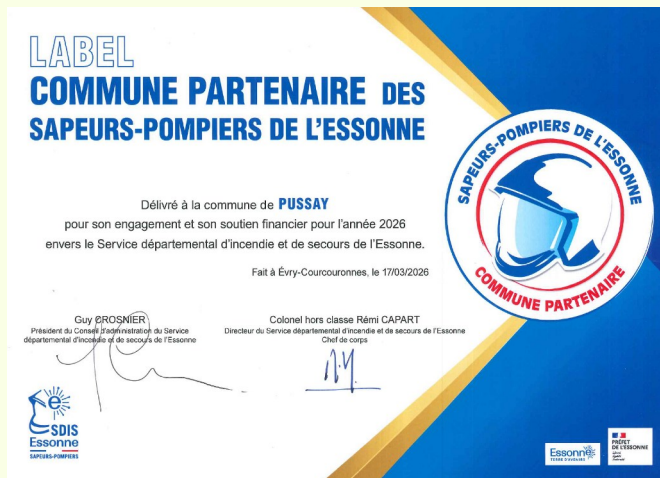 LABEL
COMMUNE PARTENAIRE DES
SAPEURS-POMPIERS DE L'ESSONNE
Délivré à la commune de PUSSAY
pour son engagement et son soutien financier pour l'année 2026
envers le Service départemental d'incendie et de secours de l'Essonne.
Fait à Évry-Courcouronnes, le 17/03/2026
Guy CROSNIER
Président du Conseil d'administration du Service
départemental d'incendie et de secours de l'Essonne
Colonel hors classe Rémi CAPART
Directeur du Service départemental d'incendie et de secours de l'Essonne
Chef de corps
SAPEURS-POMPIERS DE L'ESSONNE
COMMUNE PARTENAIRE
SDIS
Essonne
SAPEURS-POMPIERS
Essonne
TERRE D'AVENIRS
PRÉFET
DE L'ESSONNE